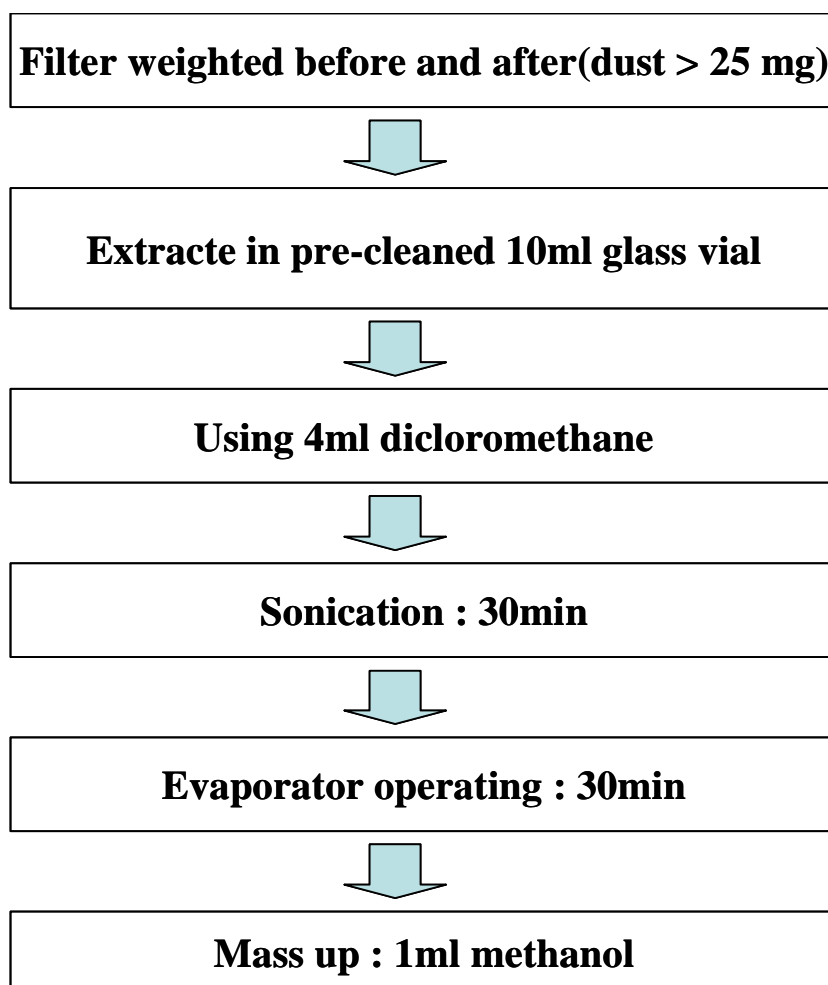 Filter weighted before and after(dust > 25 mg)
Extracte in pre-cleaned 10ml glass vial
Using 4ml dicloromethane
Sonication : 30min
Evaporator operating : 30min
Mass up : 1ml methanol